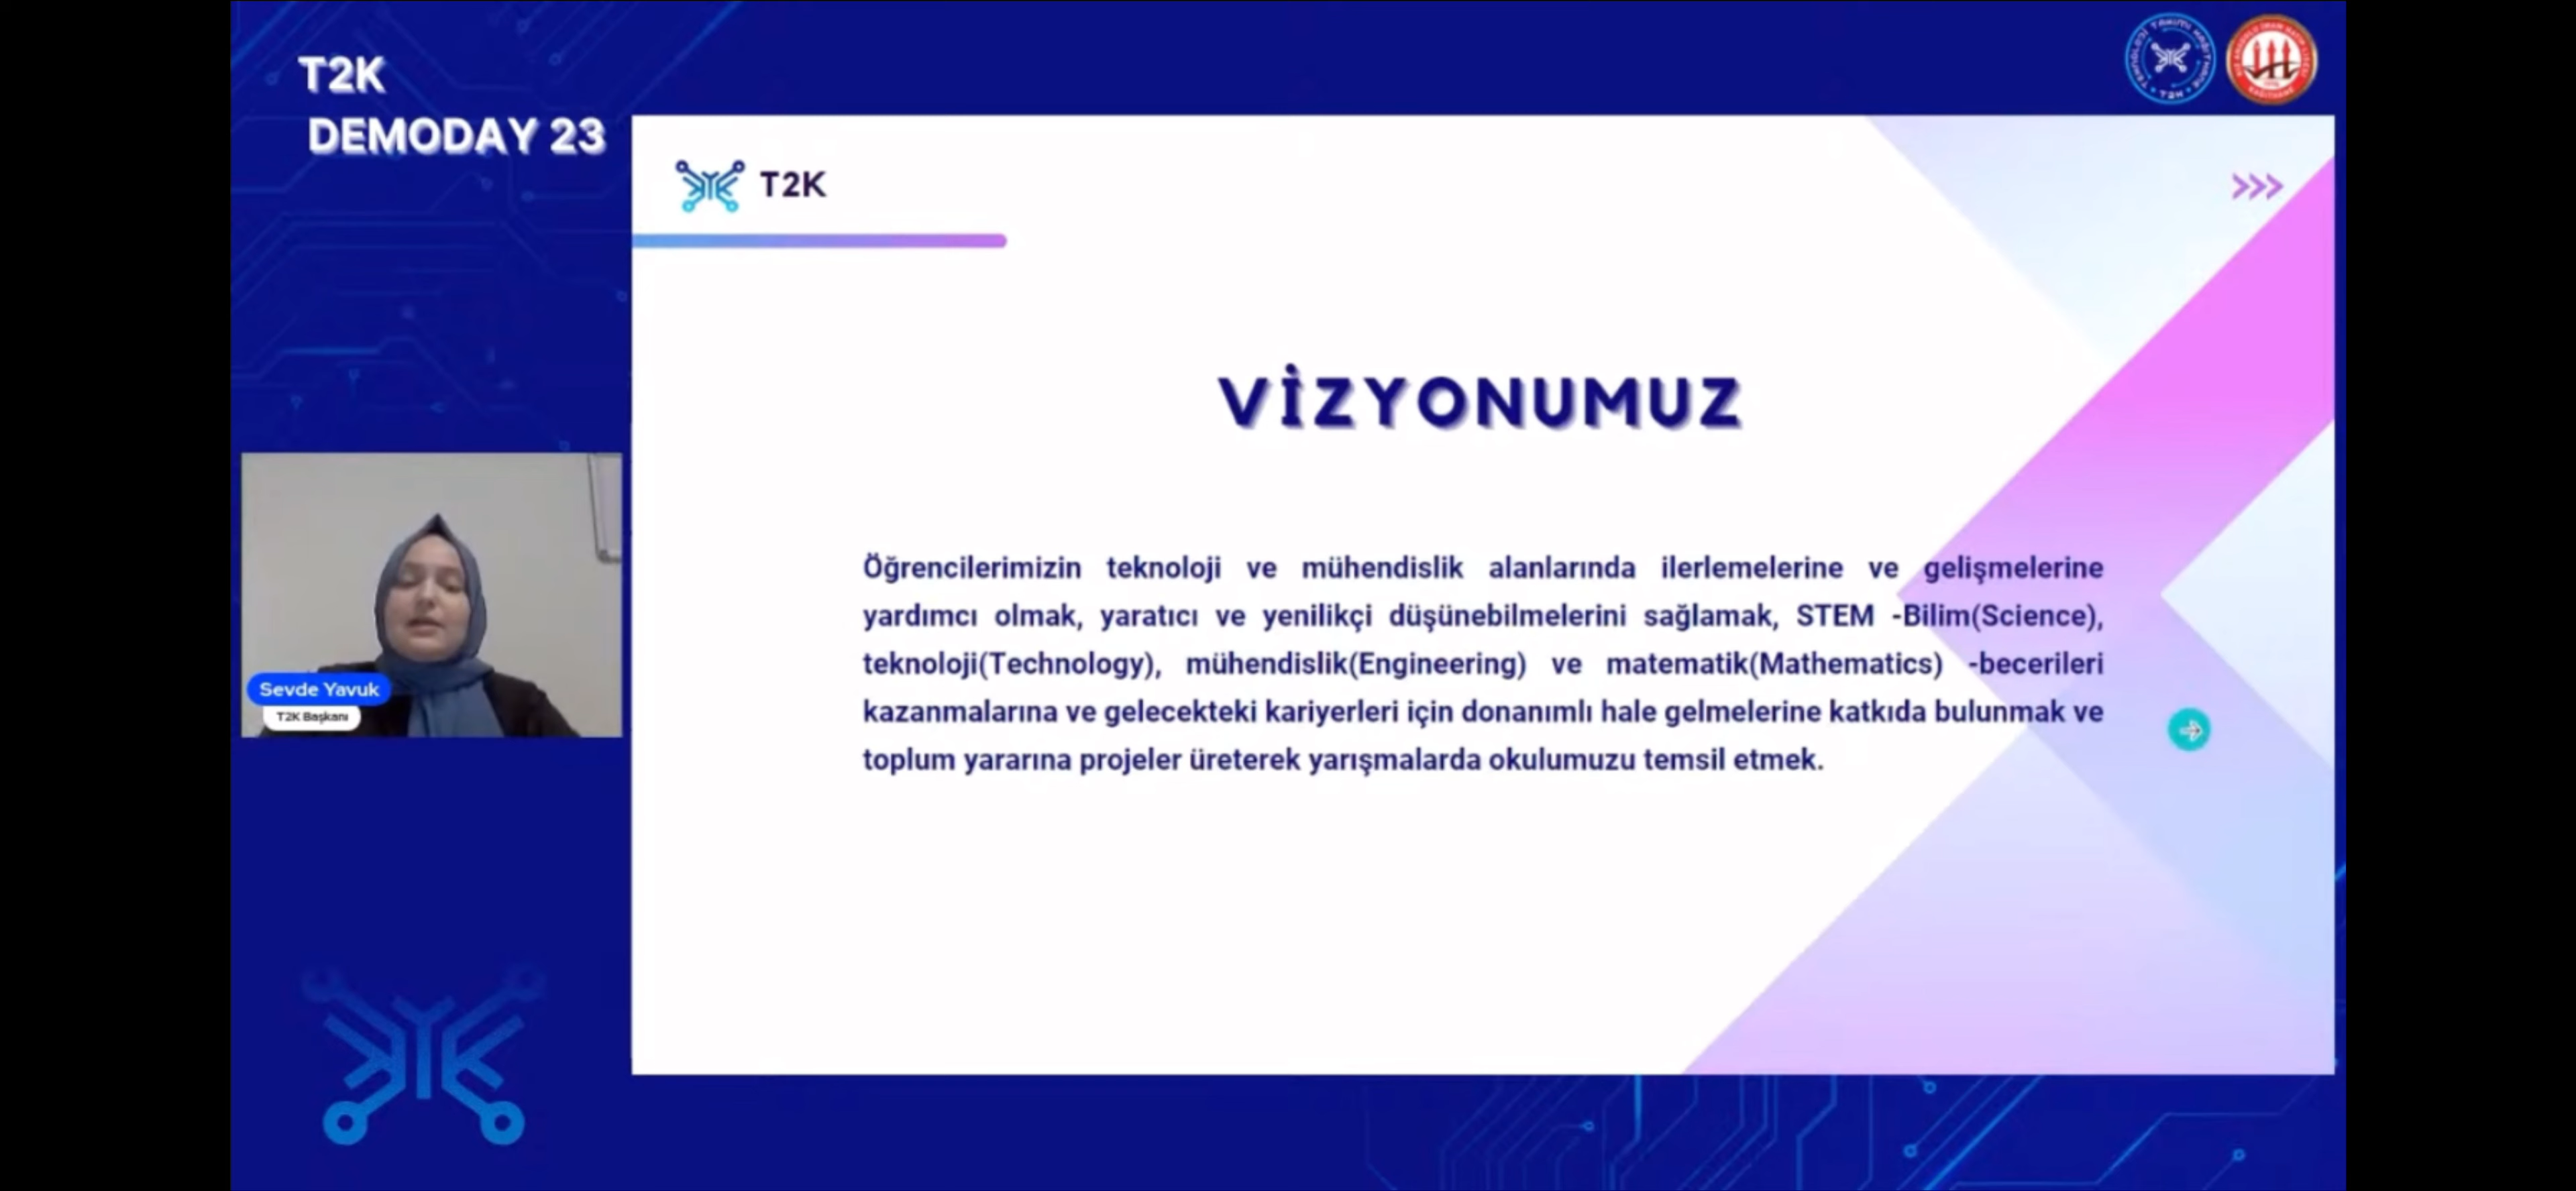 T2K
DEMODAY 23
T2K
VİZYONUMUZ
Öğrencilerimizin teknoloji ve mühendislik alanlarında ilerlemelerine ve gelişmelerine
yardımcı olmak, yaratıcı ve yenilikçi düşünebilmelerini sağlamak, STEM -Bilim(Science),
teknoloji(Technology), mühendislik(Engineering) ve matematik(Mathematics) -becerileri
kazanmalarına ve gelecekteki kariyerleri için donanımlı hale gelmelerine katkıda bulunmak ve
toplum yararına projeler üreterek yarışmalarda okulumuzu temsil etmek.
Sevde Yavuk
T2K Başkanı